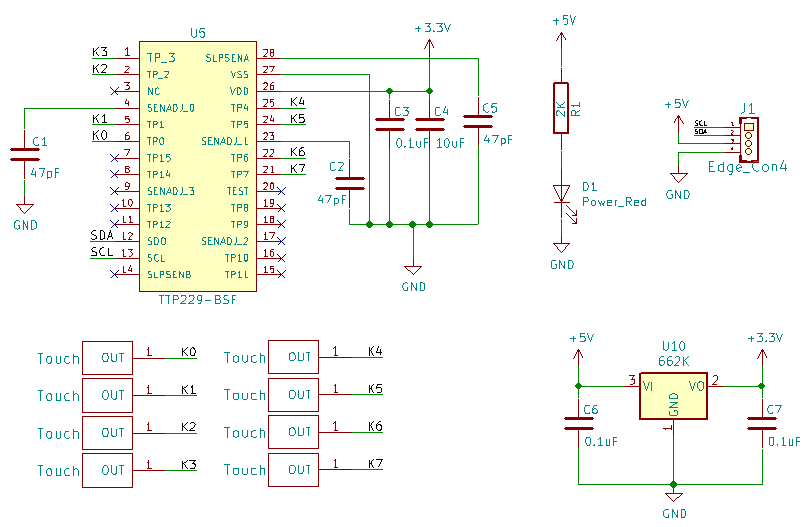 U5
K3 1 TP_3 SLPSENA 28
K2 2 TP_2 VSS 27
3 NC VDD 26
4 SENADJ_0 TP4 25 K4
K1 5 TP1 TP5 24 K5
K0 6 TP0 SENADJ_1 23
7 TP15 TP6 22 K6
8 TP14 TP7 21 K7
9 SENADJ_3 TEST 20
10 TP13 TP8 19
11 TP12 TP9 18
SDA 12 SDO SENADJ_2 17
SCL 13 SCL TP10 16
14 SLPSENB TP11 15
TTP229-BSF
C1
47pF
GND
+3.3V
C3
0.1uF
C4
10uF
C5
47pF
C2
47pF
GND
+5V
2K R1
D1
Power_Red
GND
+5V
J1
SCL 1
SDA 2
3
4
Edge_Con4
GND
Touch OUT 1 K0
Touch OUT 1 K1
Touch OUT 1 K2
Touch OUT 1 K3
Touch OUT 1 K4
Touch OUT 1 K5
Touch OUT 1 K6
Touch OUT 1 K7
+5V
U10
662K
+3.3V
3 VI VO 2
GND
1
C6
0.1uF
C7
0.1uF
GND